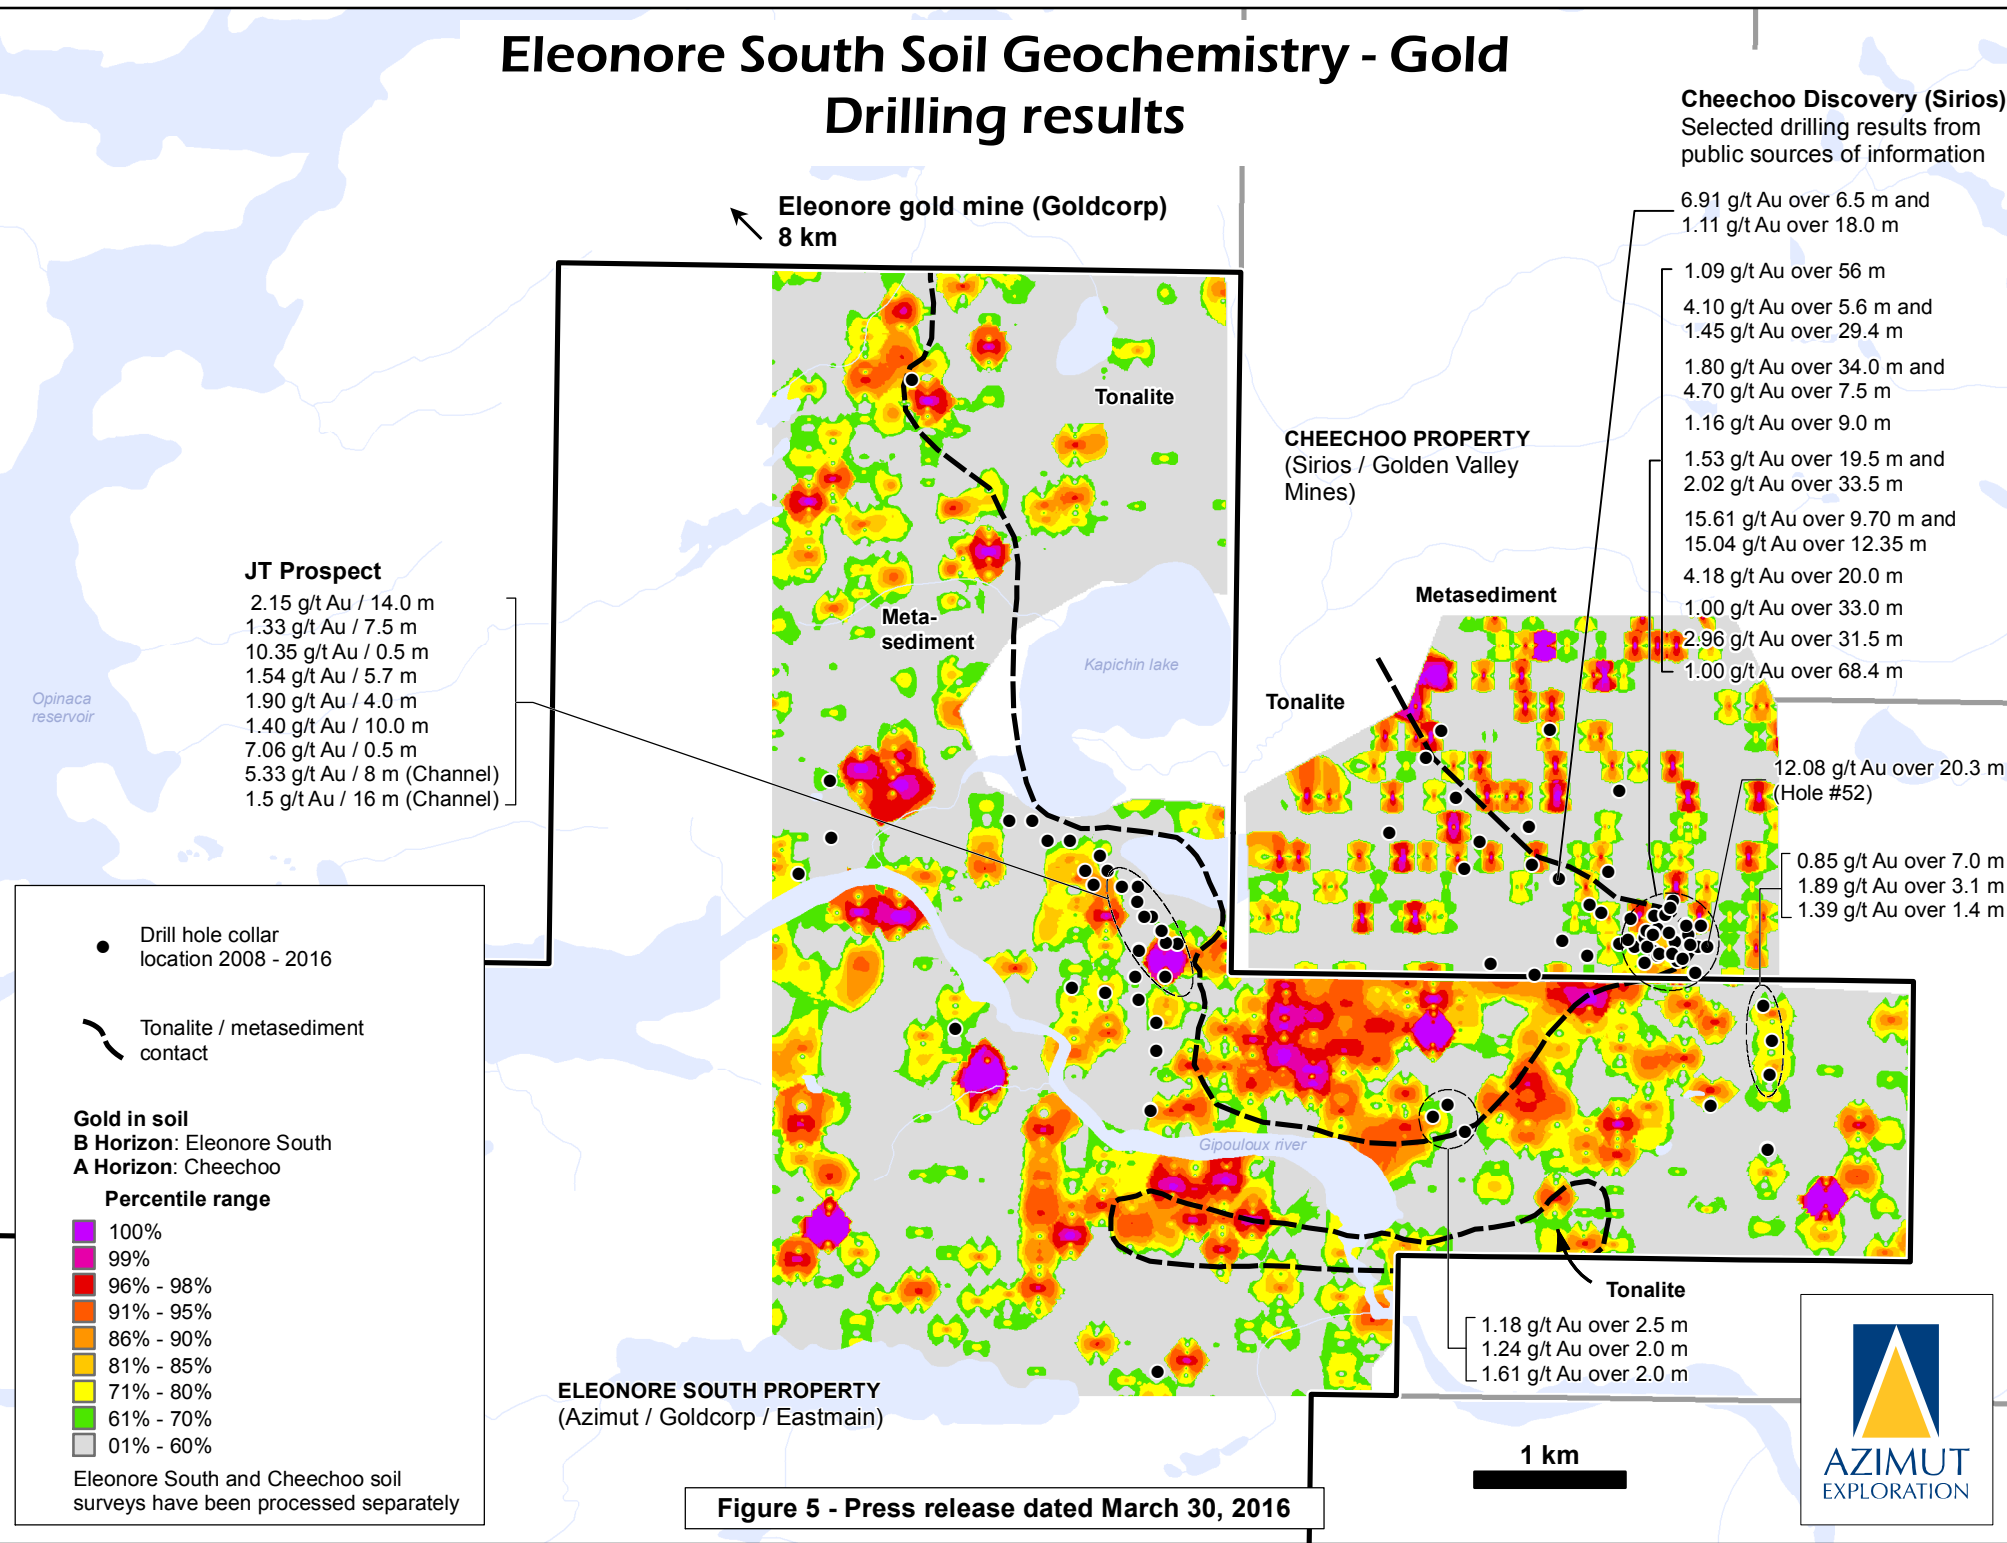 Eleonore South Soil Geochemistry - Gold
Drilling results
Cheechoo Discovery (Sirios)
Selected drilling results from
public sources of information
6.91 g/t Au over 6.5 m and
1.11 g/t Au over 18.0 m
1.09 g/t Au over 56 m
4.10 g/t Au over 5.6 m and
1.45 g/t Au over 29.4 m
1.80 g/t Au over 34.0 m and
4.70 g/t Au over 7.5 m
1.16 g/t Au over 9.0 m
1.53 g/t Au over 19.5 m and
2.02 g/t Au over 33.5 m
15.61 g/t Au over 9.70 m and
15.04 g/t Au over 12.35 m
4.18 g/t Au over 20.0 m
1.00 g/t Au over 33.0 m
2.96 g/t Au over 31.5 m
1.00 g/t Au over 68.4 m
12.08 g/t Au over 20.3 m
(Hole #52)
0.85 g/t Au over 7.0 m
1.89 g/t Au over 3.1 m
1.39 g/t Au over 1.4 m
Eleonore gold mine (Goldcorp)
8 km
Tonalite
CHEECHOO PROPERTY
(Sirios / Golden Valley
Mines)
Metasediment
Tonalite
Meta-
sediment
Kapichin lake
Opinaca
reservoir
JT Prospect
2.15 g/t Au / 14.0 m
1.33 g/t Au / 7.5 m
10.35 g/t Au / 0.5 m
1.54 g/t Au / 5.7 m
1.90 g/t Au / 4.0 m
1.40 g/t Au / 10.0 m
7.06 g/t Au / 0.5 m
5.33 g/t Au / 8 m (Channel)
1.5 g/t Au / 16 m (Channel)
Gipouloux river
Tonalite
1.18 g/t Au over 2.5 m
1.24 g/t Au over 2.0 m
1.61 g/t Au over 2.0 m
Drill hole collar
location 2008 - 2016
Tonalite / metasediment
contact
Gold in soil
B Horizon: Eleonore South
A Horizon: Cheechoo
Percentile range
100%
99%
96% - 98%
91% - 95%
86% - 90%
81% - 85%
71% - 80%
61% - 70%
01% - 60%
Eleonore South and Cheechoo soil
surveys have been processed separately
ELEONORE SOUTH PROPERTY
(Azimut / Goldcorp / Eastmain)
1 km
Figure 5 - Press release dated March 30, 2016
AZIMUT
EXPLORATION